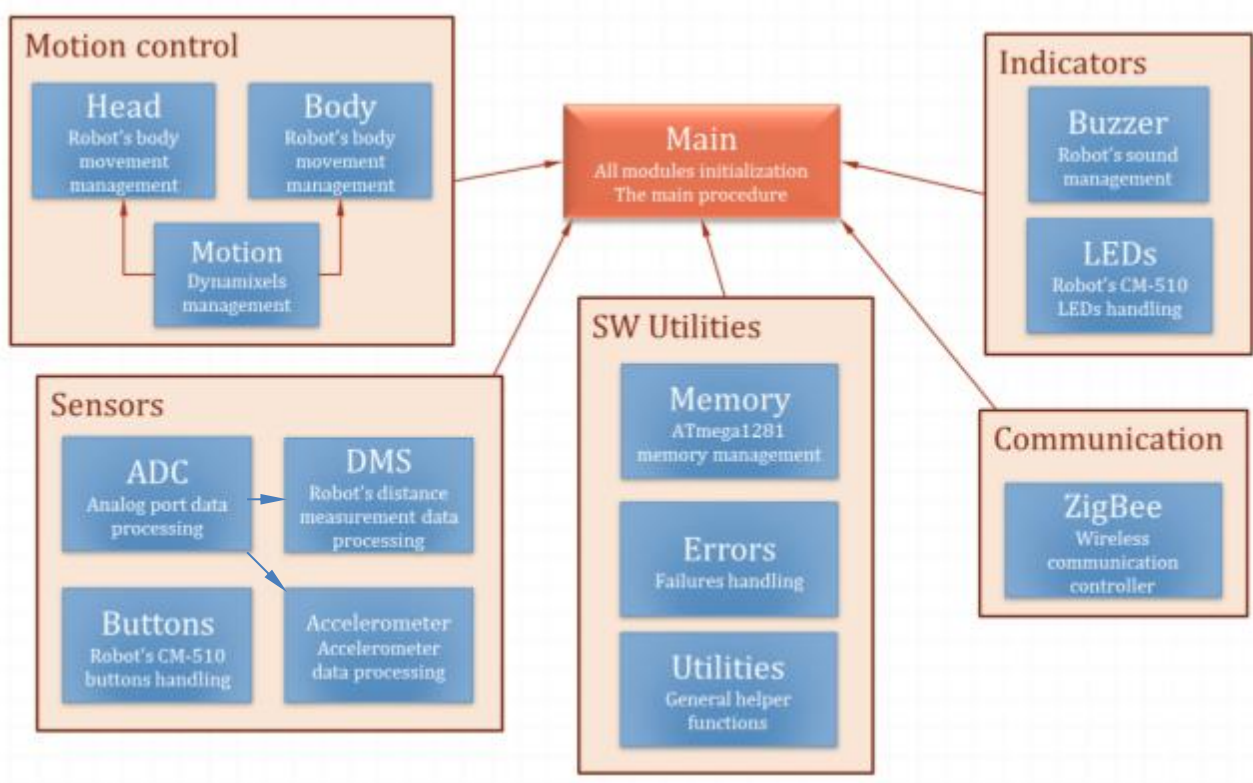 Motion control
Head
Robot's body
movement
management
Body
Robot's body
movement
management
Motion
Dynamixels
management
Main
All modules initialization
The main procedure
Indicators
Buzzer
Robot's sound
management
LEDs
Robot's CM-510
LEDs handling
Sensors
ADC
Analog port data
processing
DMS
Robot's distance
measurement data
processing
Buttons
Robot's CM-510
buttons handling
Accelerometer
Accelerometer
data processing
SW Utilities
Memory
ATmega1281
memory management
Errors
Failures handling
Utilities
General helper
functions
Communication
ZigBee
Wireless
communication
controller